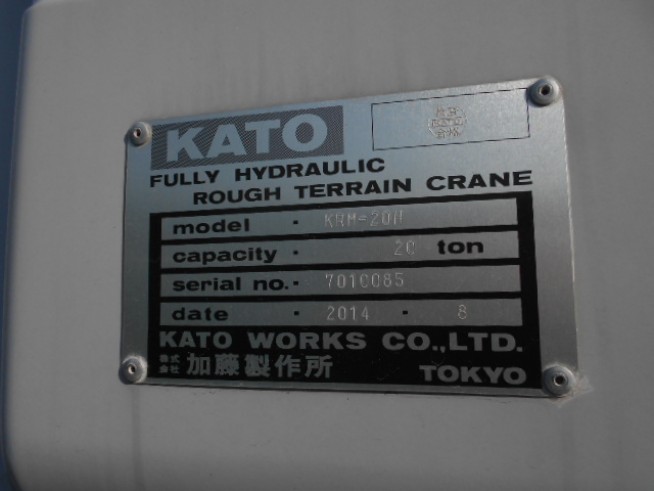 KATO
FULLY HYDRAULIC
ROUGH TERRAIN CRANE
model · KRM-20H
capacity · 20 ton
serial no. · 7010085
date · 2014 · 8
KATO WORKS CO.,LTD.
株式会社 加藤製作所 TOKYO